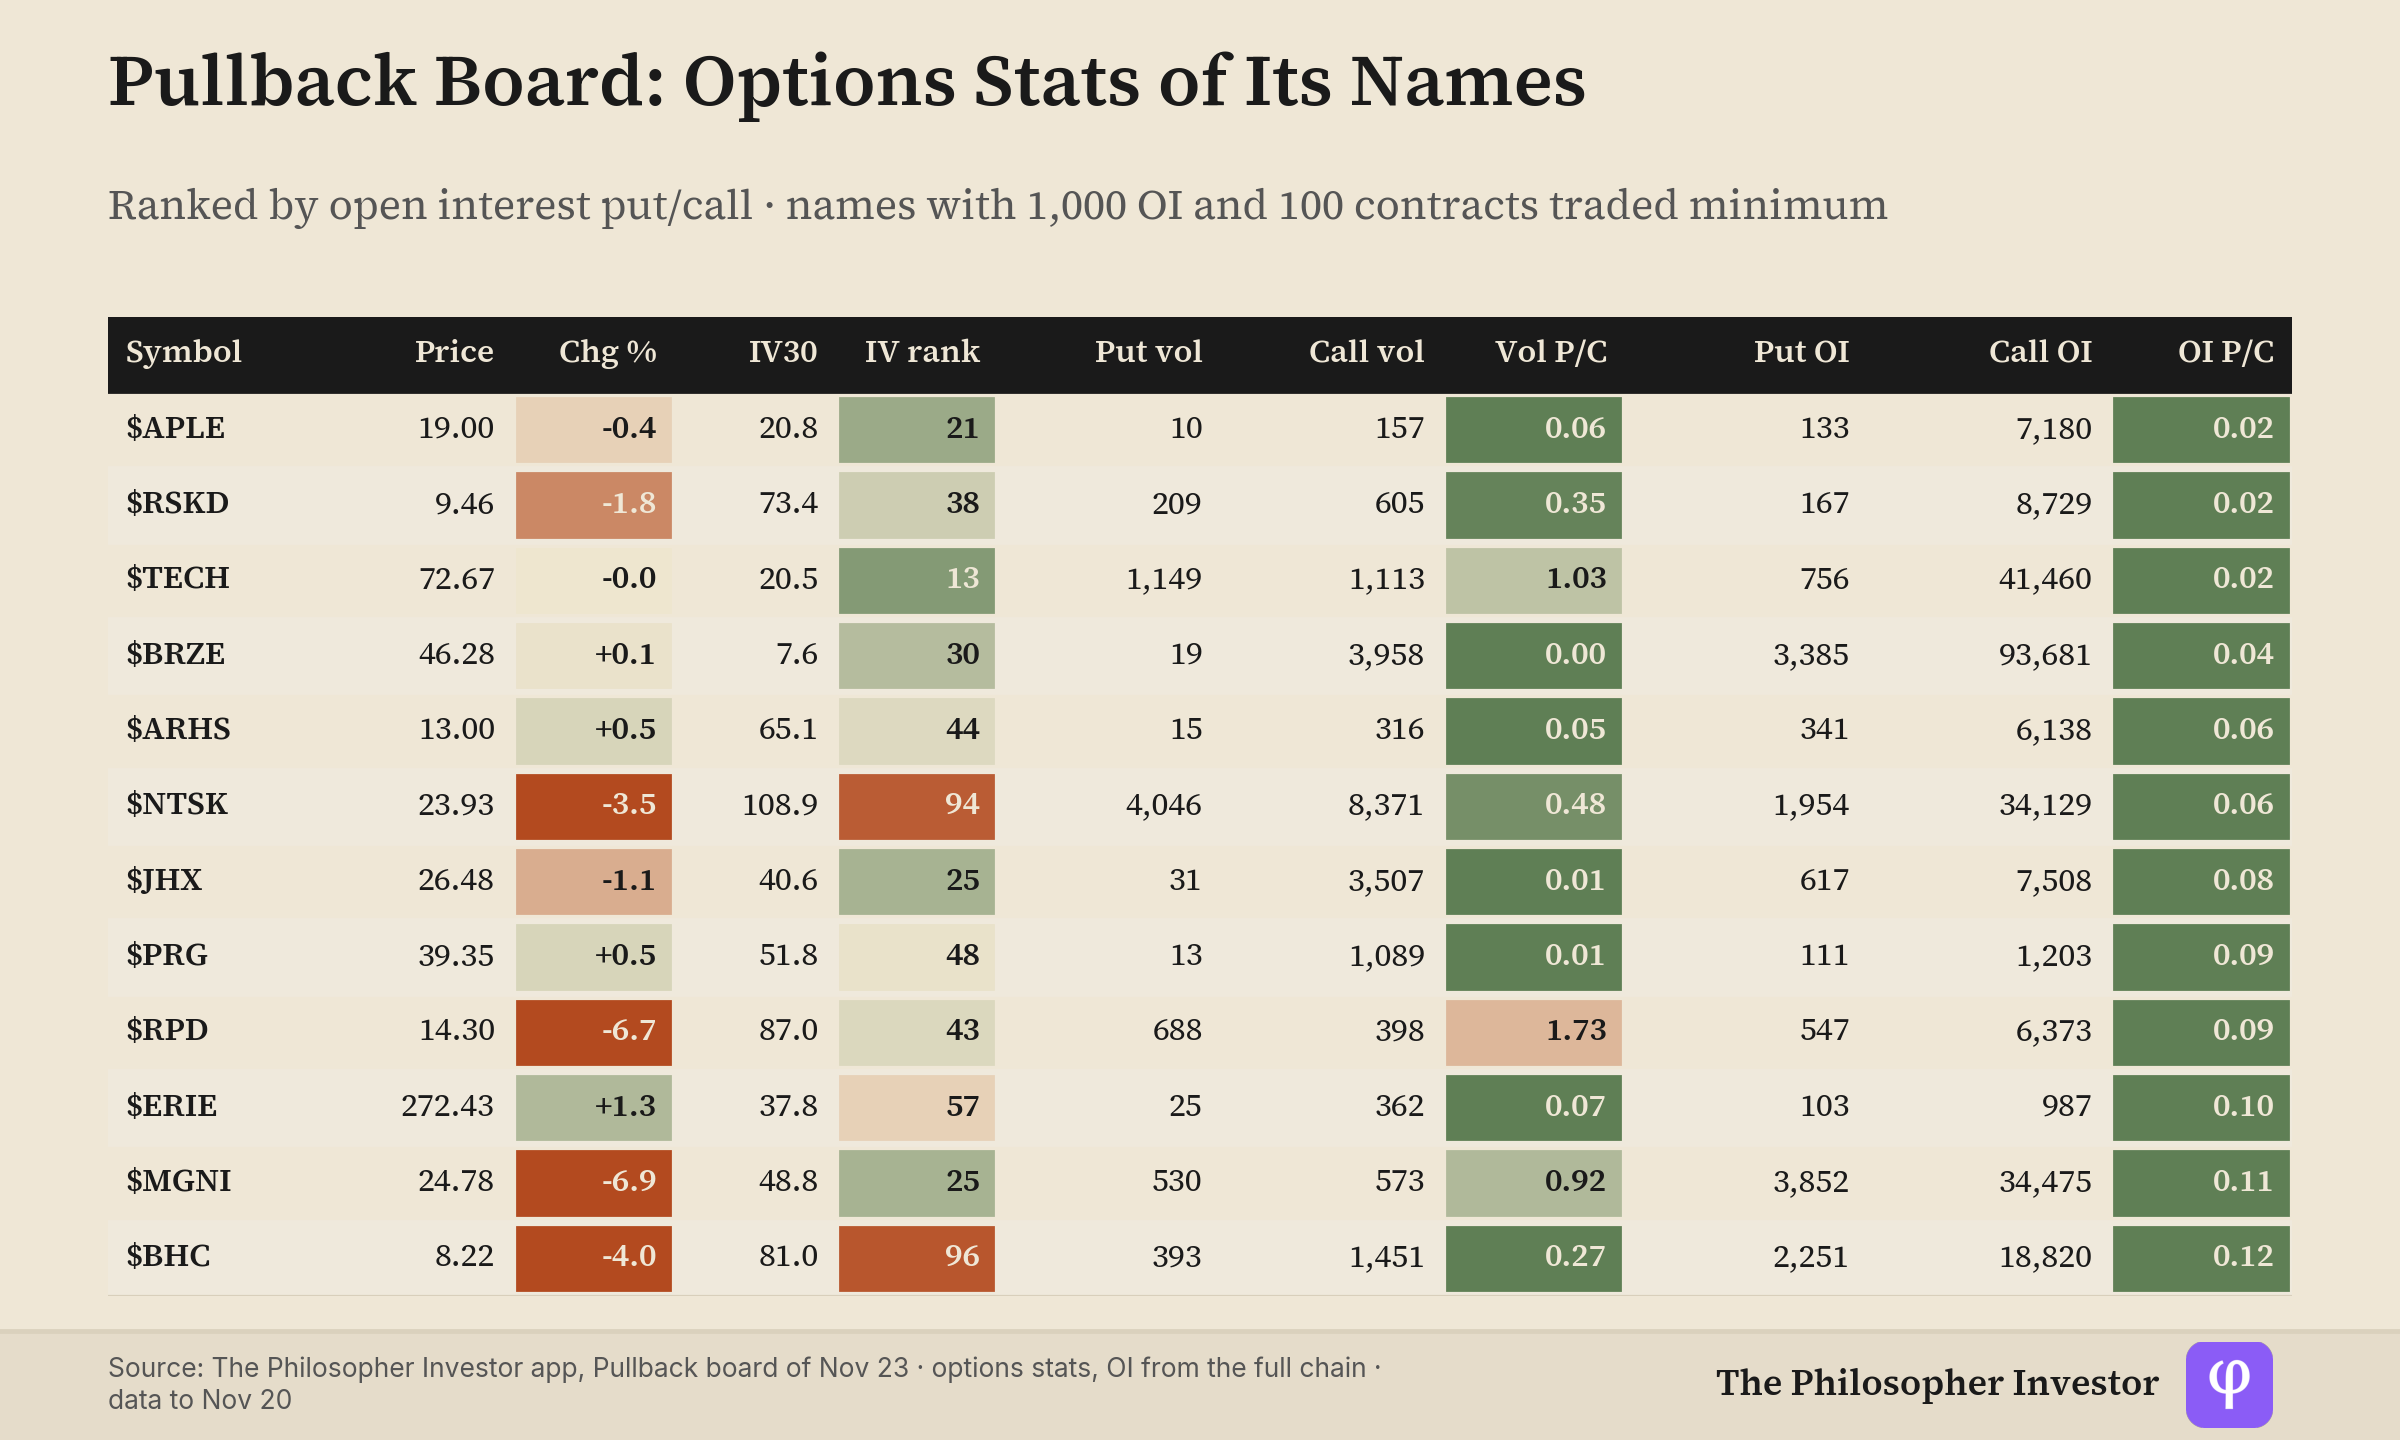 Pullback Board: Options Stats of Its Names
Ranked by open interest put/call · names with 1,000 OI and 100 contracts traded minimum
Symbol Price Chg % IV30 IV rank Put vol Call vol Vol P/C Put OI Call OI OI P/C
$APLE 19.00 -0.4 20.8 21 10 157 0.06 133 7,180 0.02
$RSKD 9.46 -1.8 73.4 38 209 605 0.35 167 8,729 0.02
$TECH 72.67 -0.0 20.5 13 1,149 1,113 1.03 756 41,460 0.02
$BRZE 46.28 +0.1 7.6 30 19 3,958 0.00 3,385 93,681 0.04
$ARHS 13.00 +0.5 65.1 44 15 316 0.05 341 6,138 0.06
$NTSK 23.93 -3.5 108.9 94 4,046 8,371 0.48 1,954 34,129 0.06
$JHX 26.48 -1.1 40.6 25 31 3,507 0.01 617 7,508 0.08
$PRG 39.35 +0.5 51.8 48 13 1,089 0.01 111 1,203 0.09
$RPD 14.30 -6.7 87.0 43 688 398 1.73 547 6,373 0.09
$ERIE 272.43 +1.3 37.8 57 25 362 0.07 103 987 0.10
$MGNI 24.78 -6.9 48.8 25 530 573 0.92 3,852 34,475 0.11
$BHC 8.22 -4.0 81.0 96 393 1,451 0.27 2,251 18,820 0.12
Source: The Philosopher Investor app, Pullback board of Nov 23 · options stats, OI from the full chain ·
data to Nov 20
The Philosopher Investor φ